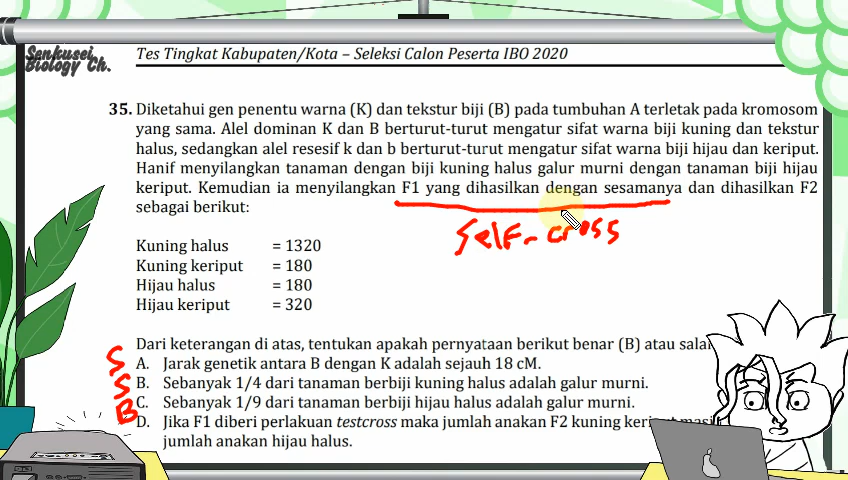 Senkusei
Biology Ch.
Tes Tingkat Kabupaten/Kota – Seleksi Calon Peserta IBO 2020
35. Diketahui gen penentu warna (K) dan tekstur biji (B) pada tumbuhan A terletak pada kromosom
yang sama. Alel dominan K dan B berturut-turut mengatur sifat warna biji kuning dan tekstur
halus, sedangkan alel resesif k dan b berturut-turut mengatur sifat warna biji hijau dan keriput.
Hanif menyilangkan tanaman dengan biji kuning halus galur murni dengan tanaman biji hijau
keriput. Kemudian ia menyilangkan F1 yang dihasilkan dengan sesamanya dan dihasilkan F2
sebagai berikut:
Self-cross
Kuning halus = 1320
Kuning keriput = 180
Hijau halus = 180
Hijau keriput = 320
Dari keterangan di atas, tentukan apakah pernyataan berikut benar (B) atau sala
S A. Jarak genetik antara B dengan K adalah sejauh 18 cM.
S B. Sebanyak 1/4 dari tanaman berbiji kuning halus adalah galur murni.
B C. Sebanyak 1/9 dari tanaman berbiji hijau halus adalah galur murni.
D. Jika F1 diberi perlakuan testcross maka jumlah anakan F2 kuning
jumlah anakan hijau halus.